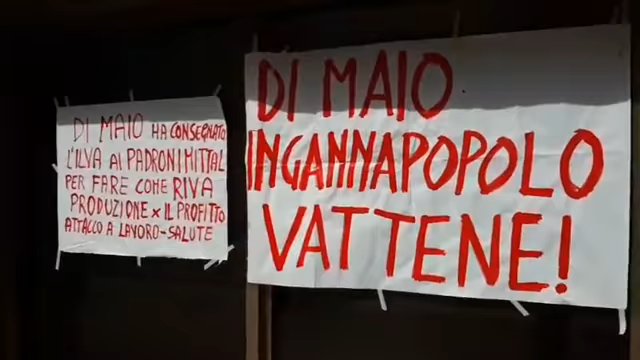 DI MAIO HA CONSEGNATO
L'ILVA AI PADRONI MITTAL
PER FARE COME RIVA
PRODUZIONE x IL PROFITTO
ATTACCO A LAVORO-SALUTE
DI MAIO
INGANNAPOPOLO
VATTENE!